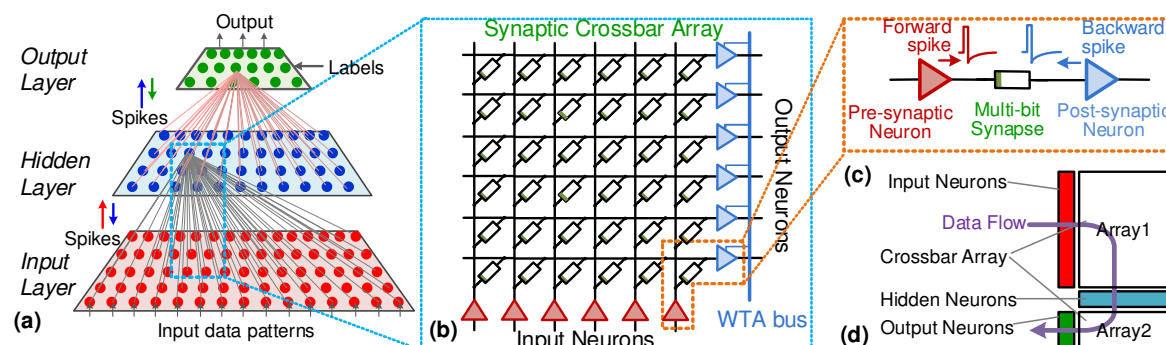 Output
Output
Layer
Labels
Spikes
Hidden
Layer
Spikes
Input
Layer
(a)
Input data patterns
Synaptic Crossbar Array
Output Neurons
(b)
Input Neurons
WTA bus
Forward
spike
Backward
spike
Pre-synaptic
Neuron
Multi-bit
Synapse
Post-synaptic
Neuron
(c)
Input Neurons
Data Flow
Array1
Crossbar Array
Hidden Neurons
Output Neurons
Array2
(d)